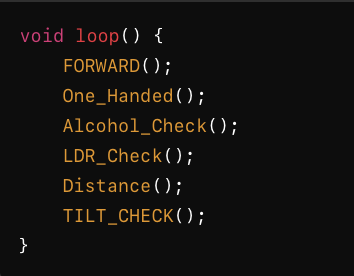 void loop() {
    FORWARD();
    One_Handed();
    Alcohol_Check();
    LDR_Check();
    Distance();
    TILT_CHECK();
}